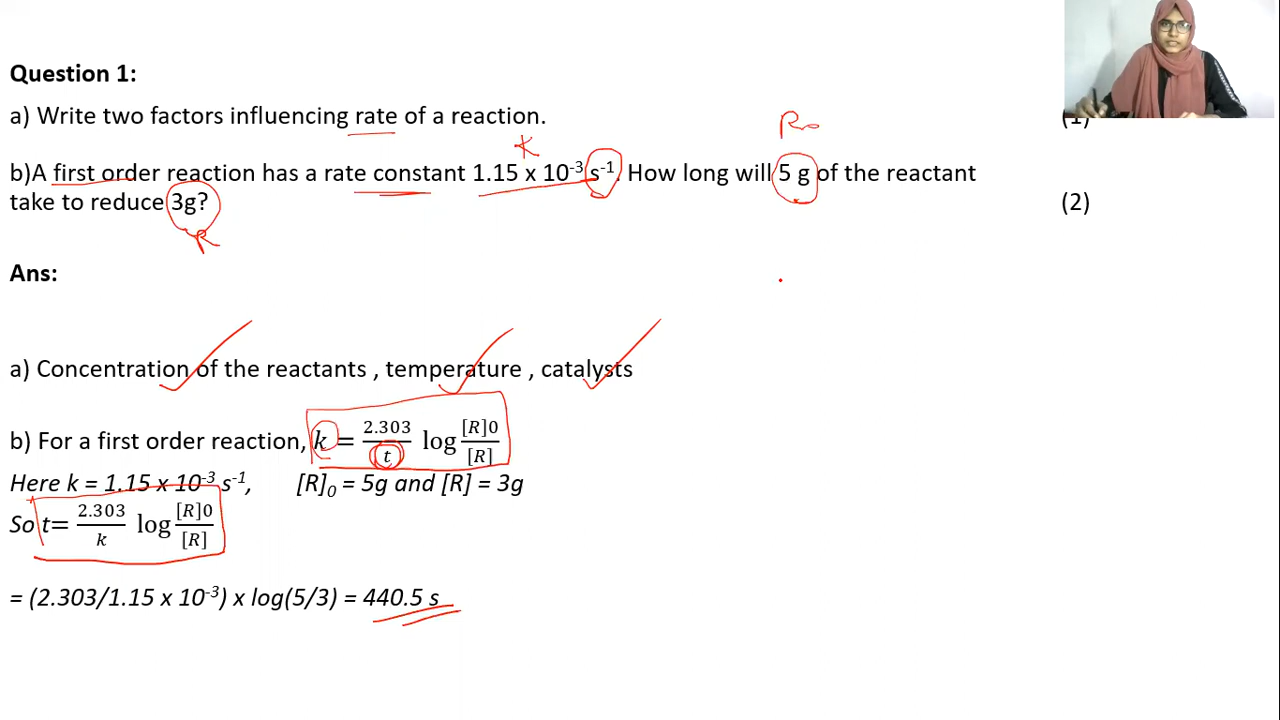 Question 1:
a) Write two factors influencing rate of a reaction. (1)
K
R₀
b)A first order reaction has a rate constant 1.15 x 10⁻³ s⁻¹. How long will 5 g of the reactant
take to reduce 3g? (2)
R
Ans:
a) Concentration of the reactants , temperature , catalysts
b) For a first order reaction, k = 2.303/t log [R]0/[R]
Here k = 1.15 x 10⁻³ s⁻¹, [R]₀ = 5g and [R] = 3g
So t= 2.303/k log [R]0/[R]
= (2.303/1.15 x 10⁻³) x log(5/3) = 440.5 s